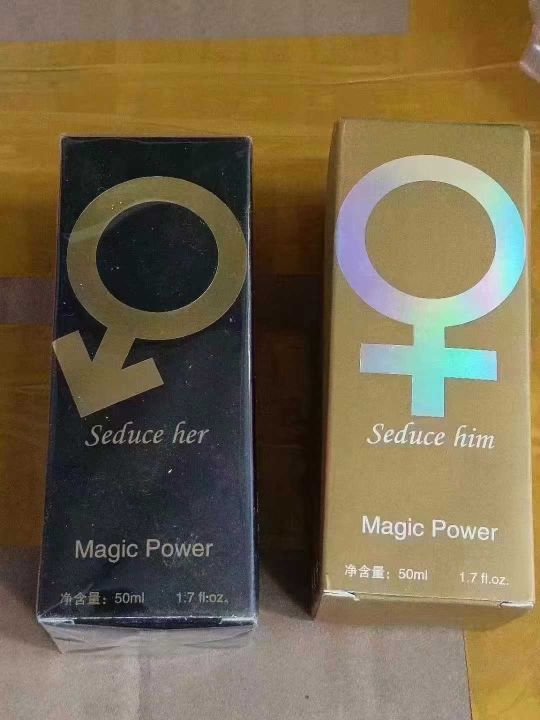 Seduce her
Magic Power
净含量：50ml 1.7 fl.oz.
Seduce him
Magic Power
净含量：50ml 1.7 fl.oz.